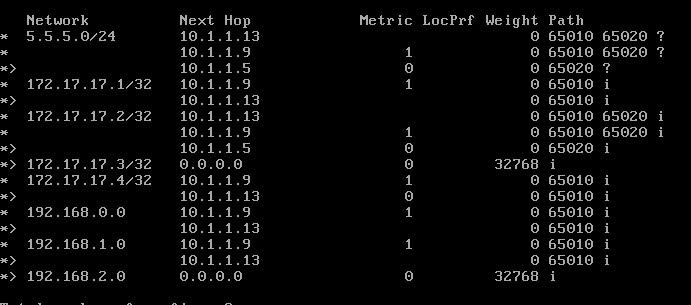 Network          Next Hop            Metric LocPrf Weight Path
*  5.5.5.0/24       10.1.1.13                              0 65010 65020 ?
*                   10.1.1.9                 1             0 65010 65020 ?
*>                  10.1.1.5                 0             0 65020 ?
*  172.17.17.1/32   10.1.1.9                 1             0 65010 i
*>                  10.1.1.13                              0 65010 i
*  172.17.17.2/32   10.1.1.13                              0 65010 65020 i
*                   10.1.1.9                 1             0 65010 65020 i
*>                  10.1.1.5                 0             0 65020 i
*> 172.17.17.3/32   0.0.0.0                  0         32768 i
*  172.17.17.4/32   10.1.1.9                 1             0 65010 i
*>                  10.1.1.13                0             0 65010 i
*  192.168.0.0      10.1.1.9                 1             0 65010 i
*>                  10.1.1.13                              0 65010 i
*  192.168.1.0      10.1.1.9                 1             0 65010 i
*>                  10.1.1.13                              0 65010 i
*> 192.168.2.0      0.0.0.0                  0         32768 i